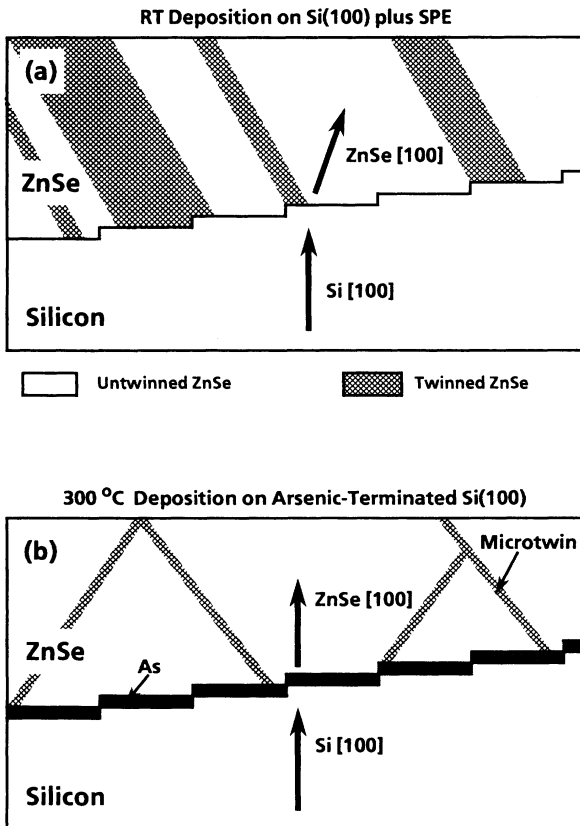 RT Deposition on Si(100) plus SPE
(a)
ZnSe [100]
ZnSe
Si [100]
Silicon
Untwinned ZnSe
Twinned ZnSe
300 °C Deposition on Arsenic-Terminated Si(100)
(b)
Microtwin
ZnSe [100]
ZnSe
As
Si [100]
Silicon